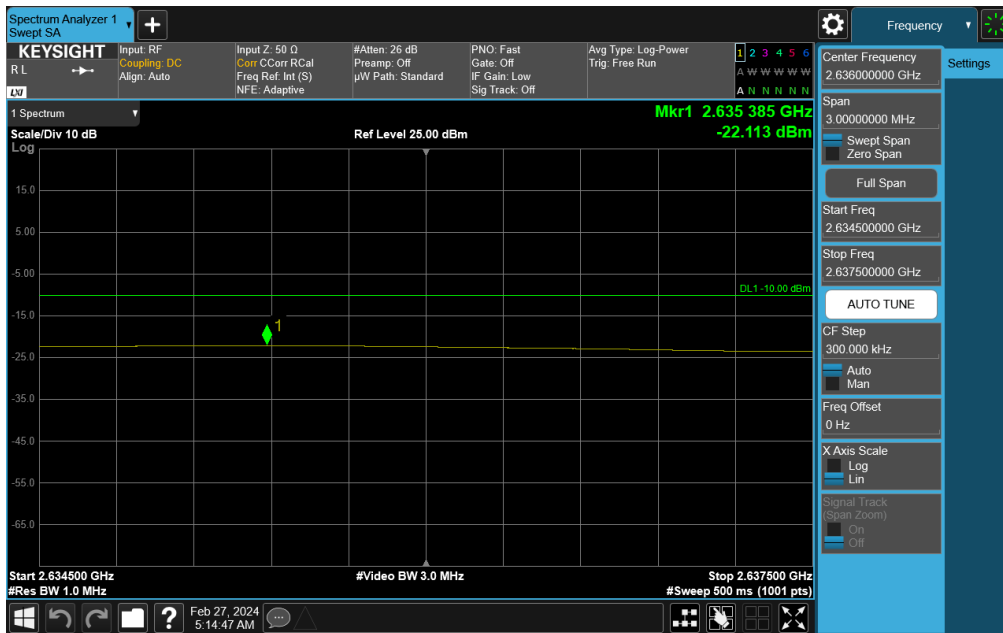 Spectrum Analyzer 1
Swept SA
+
Frequency
KEYSIGHT
R L
LXI
Input: RF
Coupling: DC
Align: Auto
Input Z: 50 Ω
Corr CCorr RCal
Freq Ref: Int (S)
NFE: Adaptive
#Atten: 26 dB
Preamp: Off
µW Path: Standard
PNO: Fast
Gate: Off
IF Gain: Low
Sig Track: Off
Avg Type: Log-Power
Trig: Free Run
1 2 3 4 5 6
A W W W W W
A N N N N N
Center Frequency
2.636000000 GHz
Settings
1 Spectrum
Mkr1 2.635 385 GHz
Scale/Div 10 dB
Ref Level 25.00 dBm
-22.113 dBm
Log
15.0
5.00
-5.00
DL1 -10.00 dBm
-15.0
1
-25.0
-35.0
-45.0
-55.0
-65.0
Start 2.634500 GHz
#Video BW 3.0 MHz
Stop 2.637500 GHz
#Res BW 1.0 MHz
#Sweep 500 ms (1001 pts)
Span
3.00000000 MHz
Swept Span
Zero Span
Full Span
Start Freq
2.634500000 GHz
Stop Freq
2.637500000 GHz
AUTO TUNE
CF Step
300.000 kHz
Auto
Man
Freq Offset
0 Hz
X Axis Scale
Log
Lin
Signal Track
(Span Zoom)
On
Off
?
Feb 27, 2024
5:14:47 AM